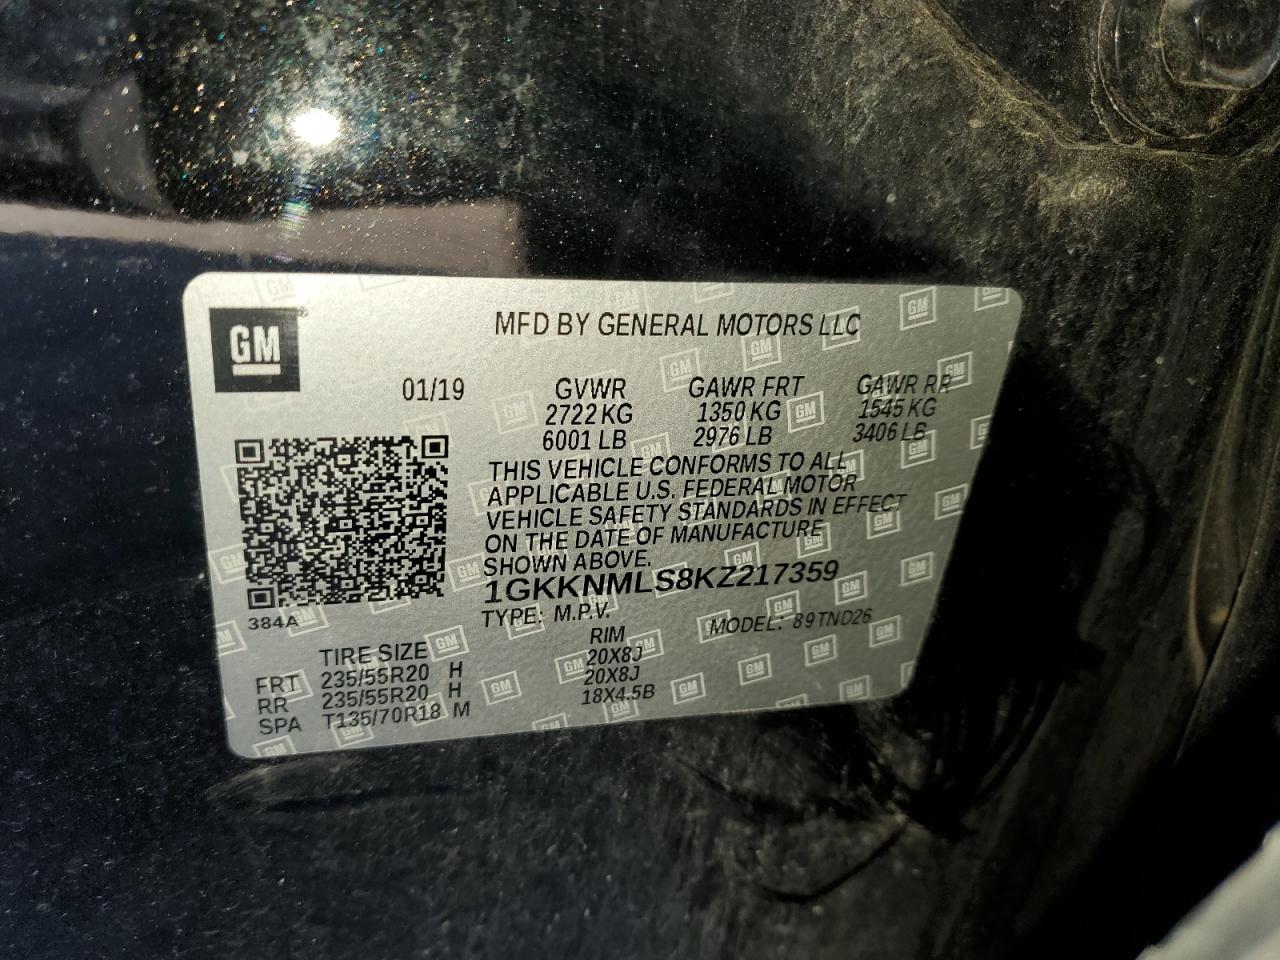 GM
MFD BY GENERAL MOTORS LLC
01/19 GVWR GAWR FRT GAWR RR
2722 KG 1350 KG 1545 KG
6001 LB 2976 LB 3406 LB
THIS VEHICLE CONFORMS TO ALL
APPLICABLE U.S. FEDERAL MOTOR
VEHICLE SAFETY STANDARDS IN EFFECT
ON THE DATE OF MANUFACTURE
SHOWN ABOVE.
1GKKNMLS8KZ217359
384A
TYPE: M.P.V. MODEL: 89TND26
TIRE SIZE RIM
FRT 235/55R20 H 20X8J
RR 235/55R20 H 20X8J
SPA T135/70R18 M 18X4.5B